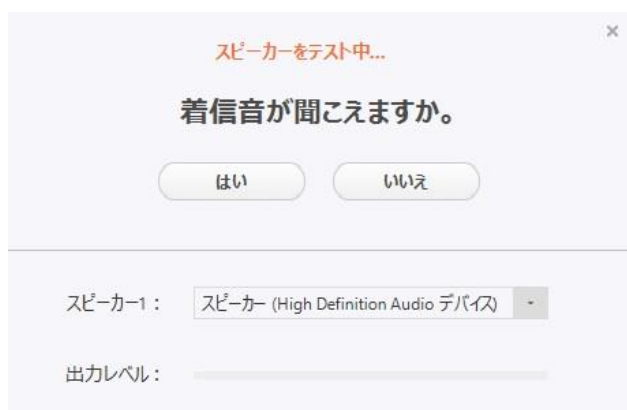 スピーカーをテスト中...
着信音が聞こえますか。
はい
いいえ
スピーカー1：
スピーカー (High Definition Audio デバイス)
出力レベル：